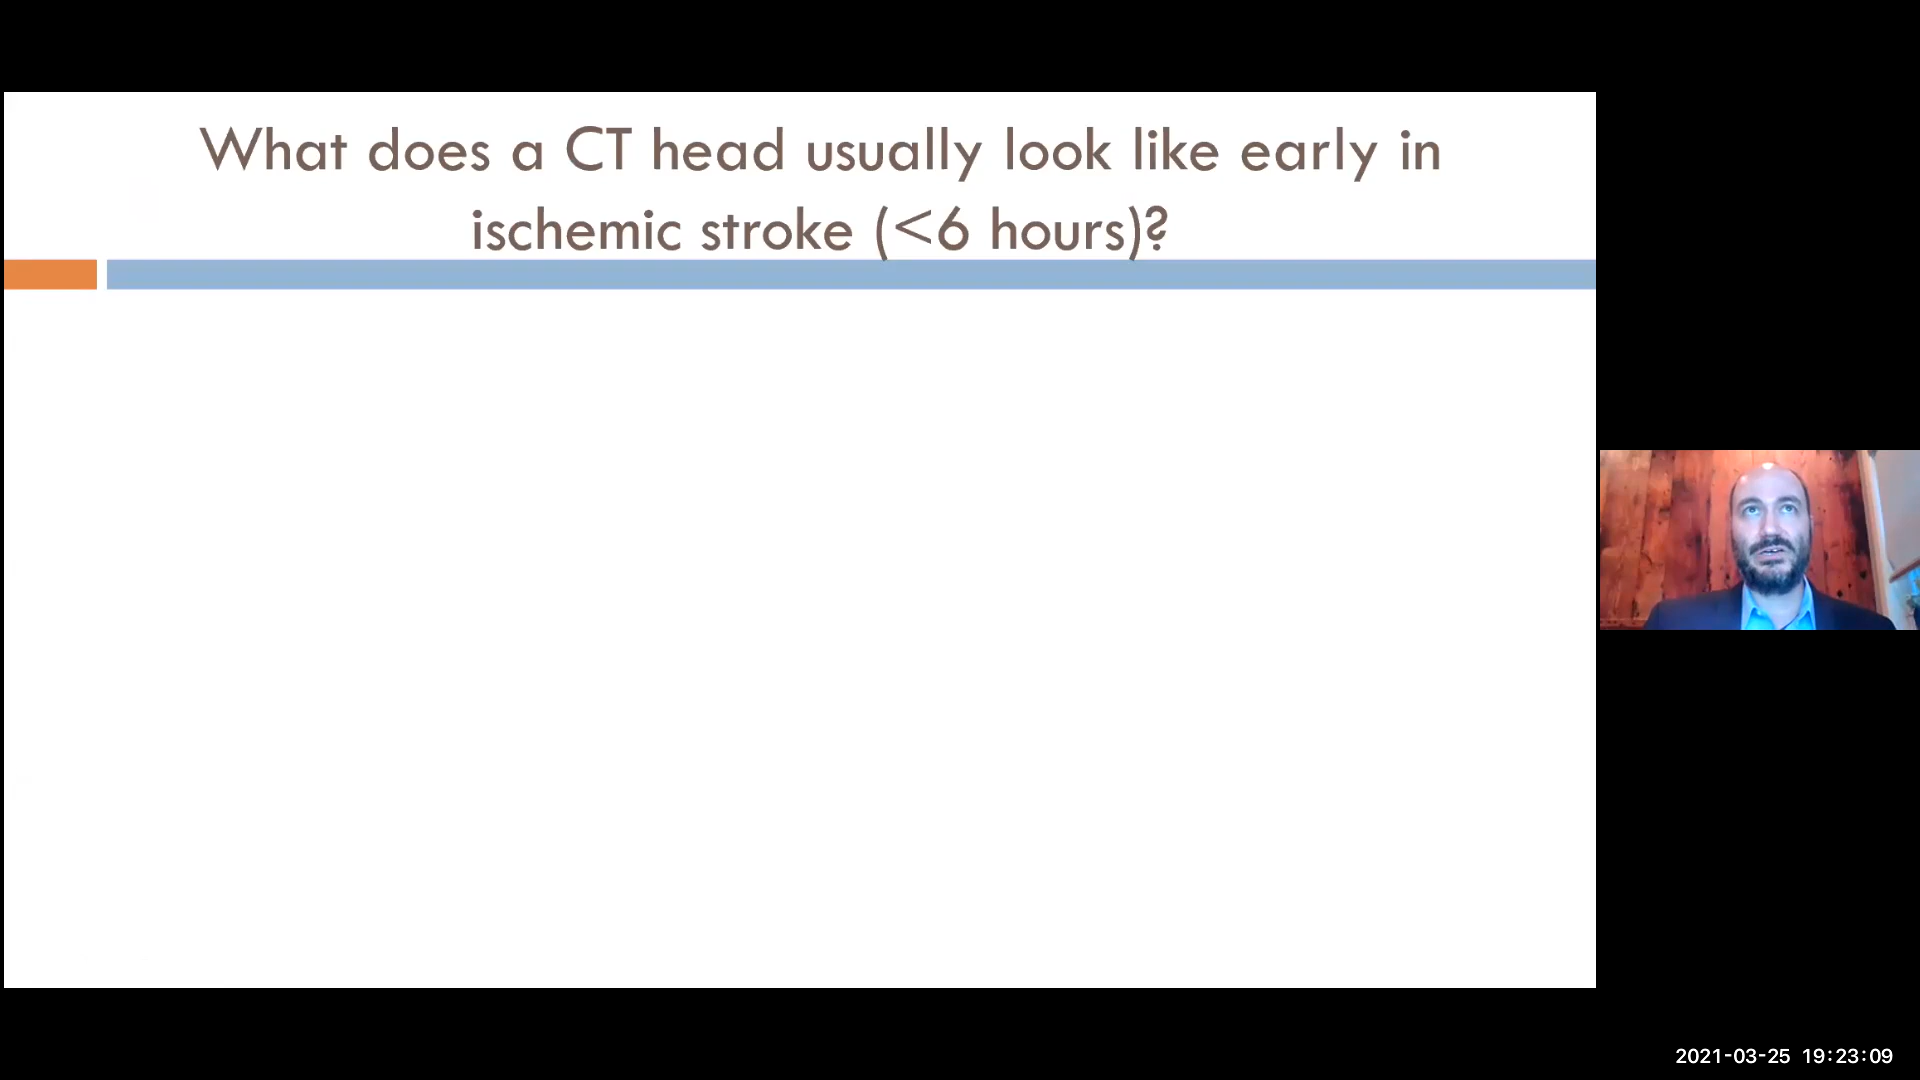 What does a CT head usually look like early in
ischemic stroke (<6 hours)?
2021-03-25 19:23:09